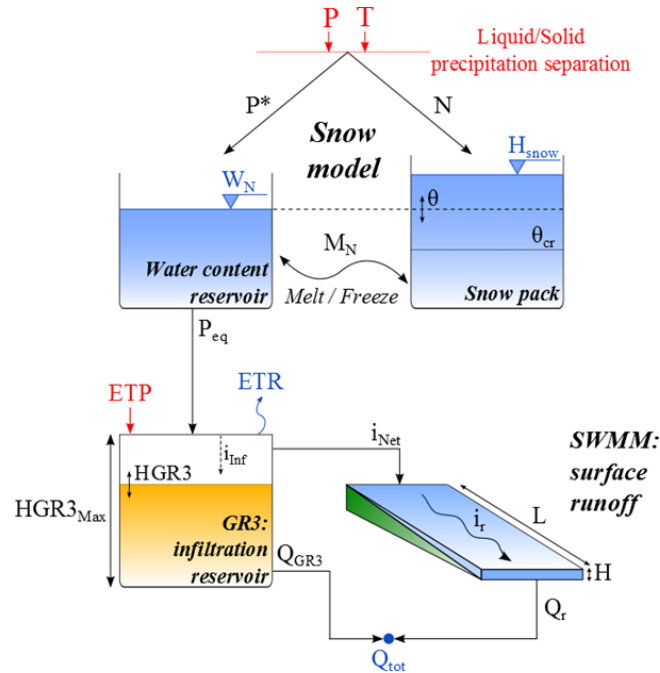 P T
Liquid/Solid
precipitation separation
P* N
Snow
model
H_snow
W_N
θ
θ_cr
M_N
Water content
reservoir
Melt / Freeze
Snow pack
P_eq
ETP
ETR
i_Inf
i_Net
SWMM:
surface
runoff
HGR3
HGR3_Max
L
i_r
GR3:
infiltration
reservoir
Q_GR3
H
Q_r
Q_tot